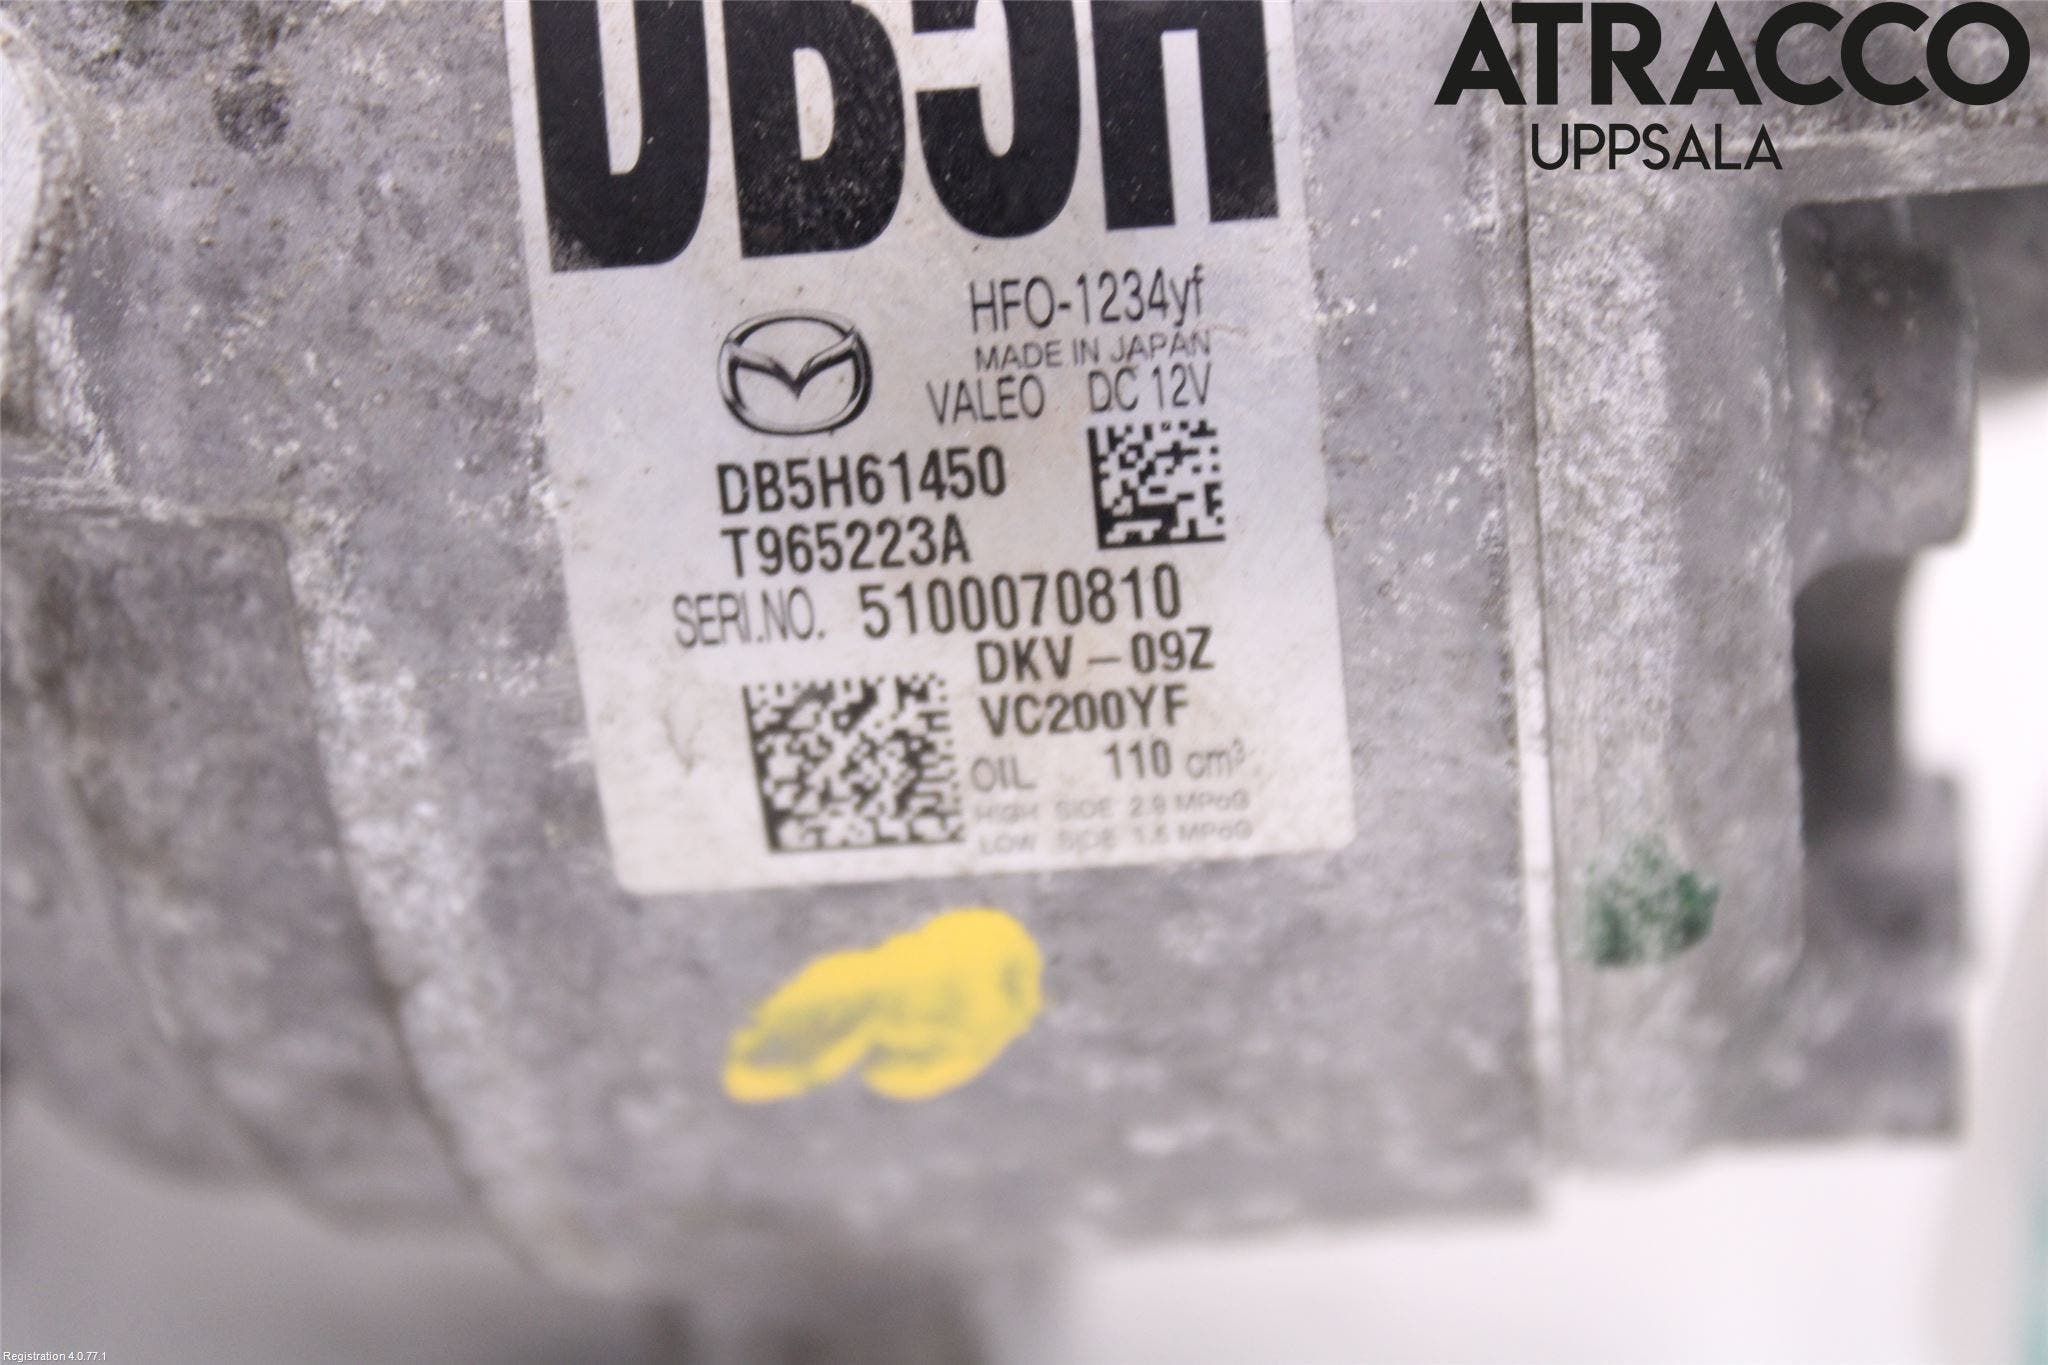 ATRACCO
UPPSALA
DB5H
HFO-1234yf
MADE IN JAPAN
VALEO DC 12V
DB5H61450
T965223A
SERI.NO. 5100070810
DKV-09Z
VC200YF
OIL 110 cm³
HIGH SIDE 2.9 MPaG
LOW SIDE 1.6 MPaG
Registration 4.0.77.1